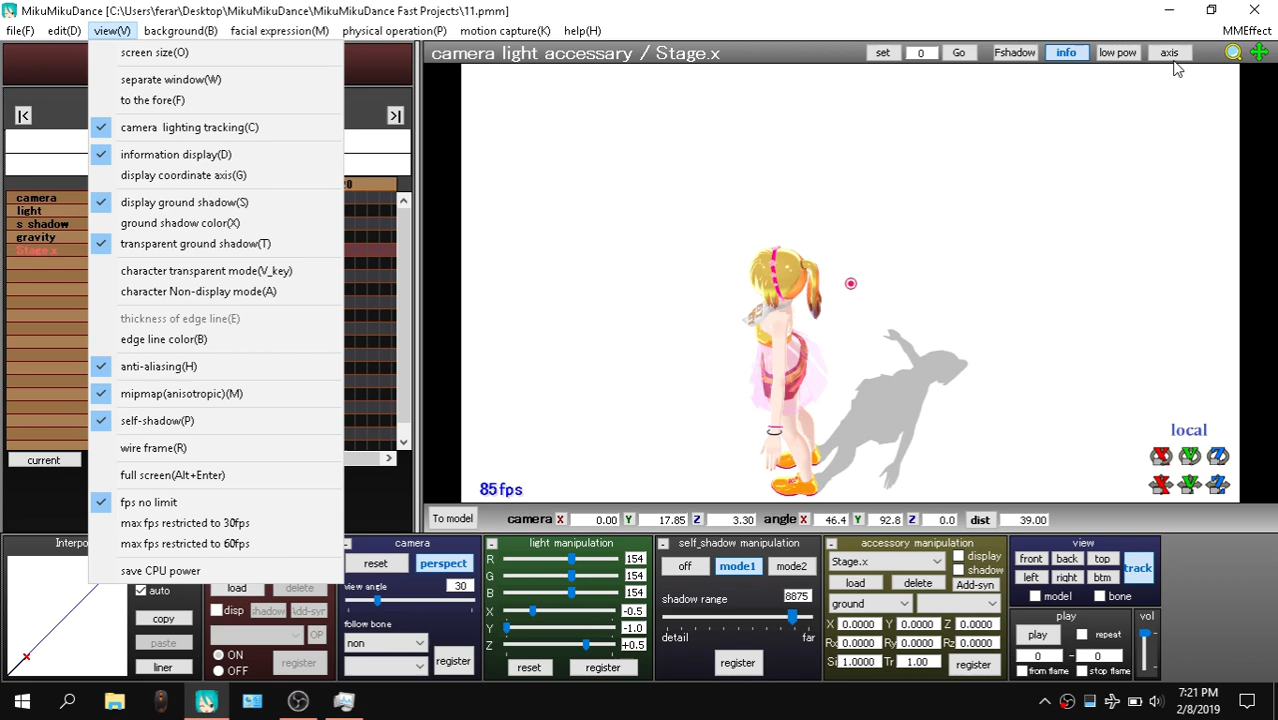 MikuMikuDance [C:\Users\ferar\Desktop\MikuMikuDance\MikuMikuDance Fast Projects\11.pmm]
file(F) edit(D) view(V) background(B) facial expression(M) physical operation(P) motion capture(K) help(H) MMEffect
screen size(O)
separate window(W)
to the fore(F)
camera lighting tracking(C)
information display(D)
display coordinate axis(G)
display ground shadow(S)
ground shadow color(X)
transparent ground shadow(T)
character transparent mode(V_key)
character Non-display mode(A)
thickness of edge line(E)
edge line color(B)
anti-aliasing(H)
mipmap(anisotropic)(M)
self-shadow(P)
wire frame(R)
full screen(Alt+Enter)
fps no limit
max fps restricted to 30fps
max fps restricted to 60fps
save CPU power
camera light accessary / Stage.x set 0 Go Fshadow info low pow axis
|< >|
20
camera
light
s shadow
gravity
Stage.x
current >
85fps
local
X Y Z
X Y Z
To model camera X 0.00 Y 17.85 Z 3.30 angle X 46.4 Y 92.8 Z 0.0 dist 39.00
Interpo
auto
copy
paste
liner
load delete
disp shadow Add-syn
OP
ON
OFF
register
camera
reset perspect
view angle 30
follow bone
non
register
light manipulation
R 154
G 154
B 154
X -0.5
Y -1.0
Z +0.5
reset register
self_shadow manipulation
off mode1 mode2
shadow range 8875
detail far
register
accessory manipulation
Stage.x display
shadow
load delete Add-syn
ground
X 0.0000 Y 0.0000 Z 0.0000
Rx 0.0000 Ry 0.0000 Rz 0.0000
Si 1.0000 Tr 1.00 register
view
front back top track
left right btm
model bone
play
play repeat
0 - 0
from flame stop flame
vol
7:21 PM
2/8/2019